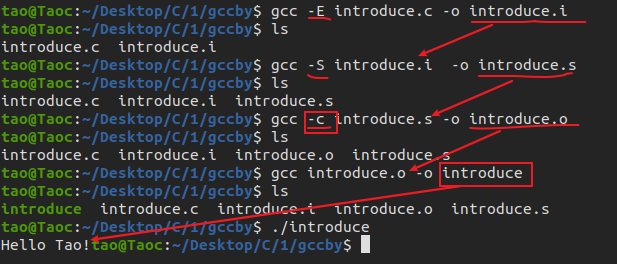 tao@Taoc:~/Desktop/C/1/gccby$ gcc -E introduce.c -o introduce.i
tao@Taoc:~/Desktop/C/1/gccby$ ls
introduce.c  introduce.i
tao@Taoc:~/Desktop/C/1/gccby$ gcc -S introduce.i  -o introduce.s
tao@Taoc:~/Desktop/C/1/gccby$ ls
introduce.c  introduce.i  introduce.s
tao@Taoc:~/Desktop/C/1/gccby$ gcc -c introduce.s -o introduce.o
tao@Taoc:~/Desktop/C/1/gccby$ ls
introduce.c  introduce.i  introduce.o  introduce.s
tao@Taoc:~/Desktop/C/1/gccby$ gcc introduce.o -o introduce
tao@Taoc:~/Desktop/C/1/gccby$ ls
introduce  introduce.c  introduce.i  introduce.o  introduce.s
tao@Taoc:~/Desktop/C/1/gccby$ ./introduce
Hello Tao!tao@Taoc:~/Desktop/C/1/gccby$